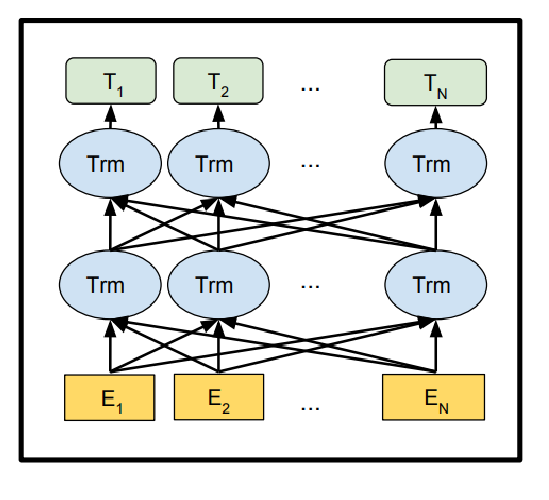 T1 T2 ... TN
Trm Trm ... Trm
Trm Trm ... Trm
E1 E2 ... EN